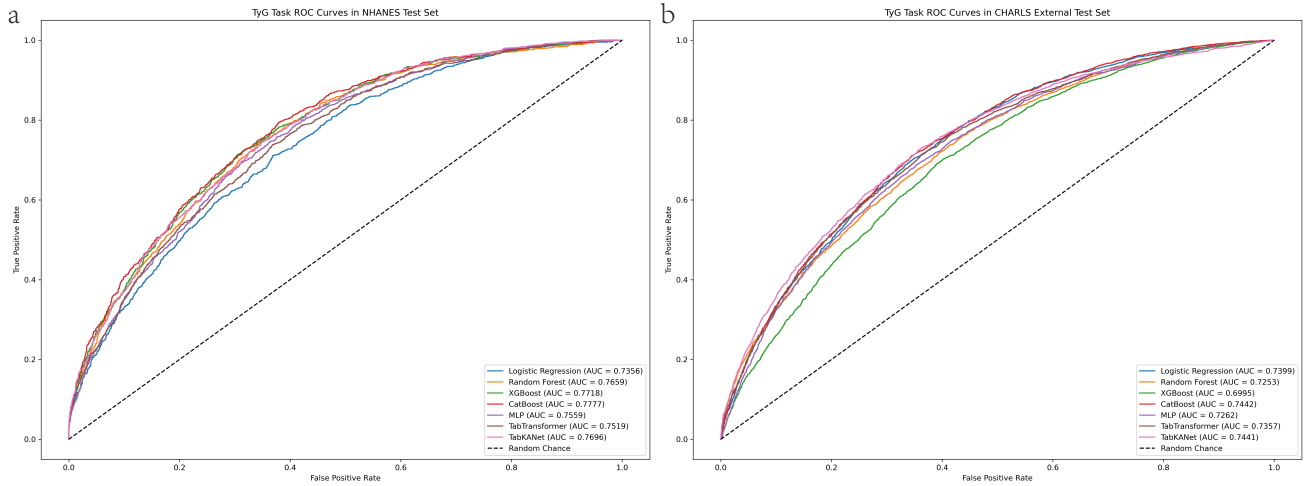 a
TyG Task ROC Curves in NHANES Test Set
True Positive Rate
1.0
0.8
0.6
0.4
0.2
0.0
Logistic Regression (AUC = 0.7356)
Random Forest (AUC = 0.7659)
XGBoost (AUC = 0.7718)
CatBoost (AUC = 0.7777)
MLP (AUC = 0.7559)
TabTransformer (AUC = 0.7519)
TabKANet (AUC = 0.7696)
Random Chance
0.0 0.2 0.4 0.6 0.8 1.0
False Positive Rate
b
TyG Task ROC Curves in CHARLS External Test Set
True Positive Rate
1.0
0.8
0.6
0.4
0.2
0.0
Logistic Regression (AUC = 0.7399)
Random Forest (AUC = 0.7253)
XGBoost (AUC = 0.6995)
CatBoost (AUC = 0.7442)
MLP (AUC = 0.7262)
TabTransformer (AUC = 0.7357)
TabKANet (AUC = 0.7441)
Random Chance
0.0 0.2 0.4 0.6 0.8 1.0
False Positive Rate